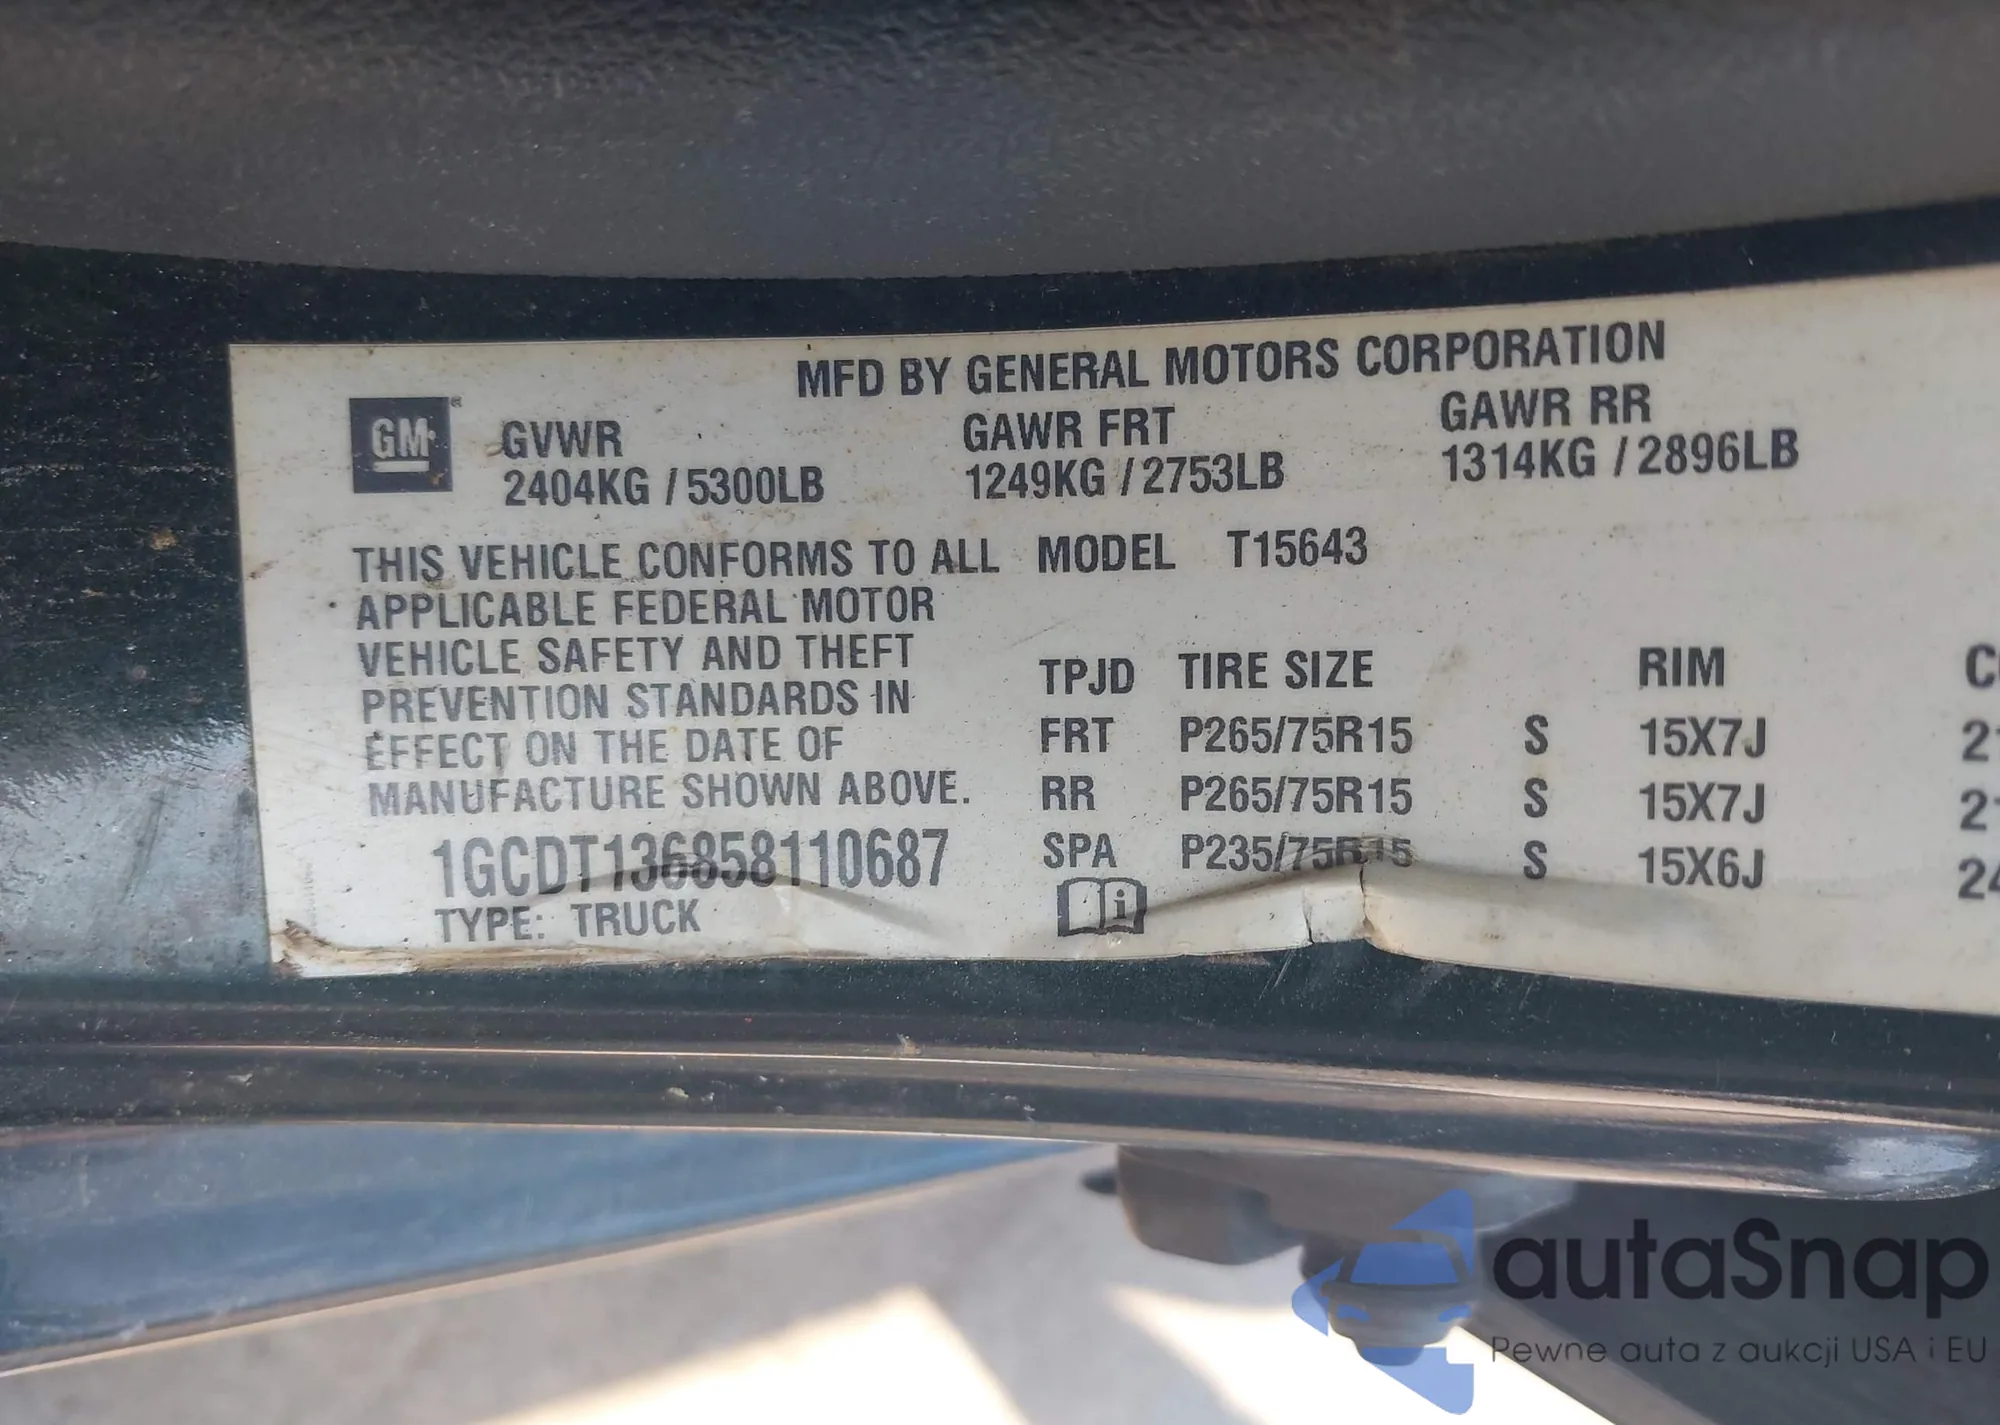 MFD BY GENERAL MOTORS CORPORATION
GM
GVWR GAWR FRT GAWR RR
2404KG / 5300LB 1249KG / 2753LB 1314KG / 2896LB
THIS VEHICLE CONFORMS TO ALL MODEL T15643
APPLICABLE FEDERAL MOTOR
VEHICLE SAFETY AND THEFT
PREVENTION STANDARDS IN
EFFECT ON THE DATE OF
MANUFACTURE SHOWN ABOVE.
1GCDT136858110687
TYPE: TRUCK
TPJD TIRE SIZE RIM
FRT P265/75R15 S 15X7J
RR P265/75R15 S 15X7J
SPA P235/75R15 S 15X6J
autaSnap
Pewne auta z aukcji USA i EU